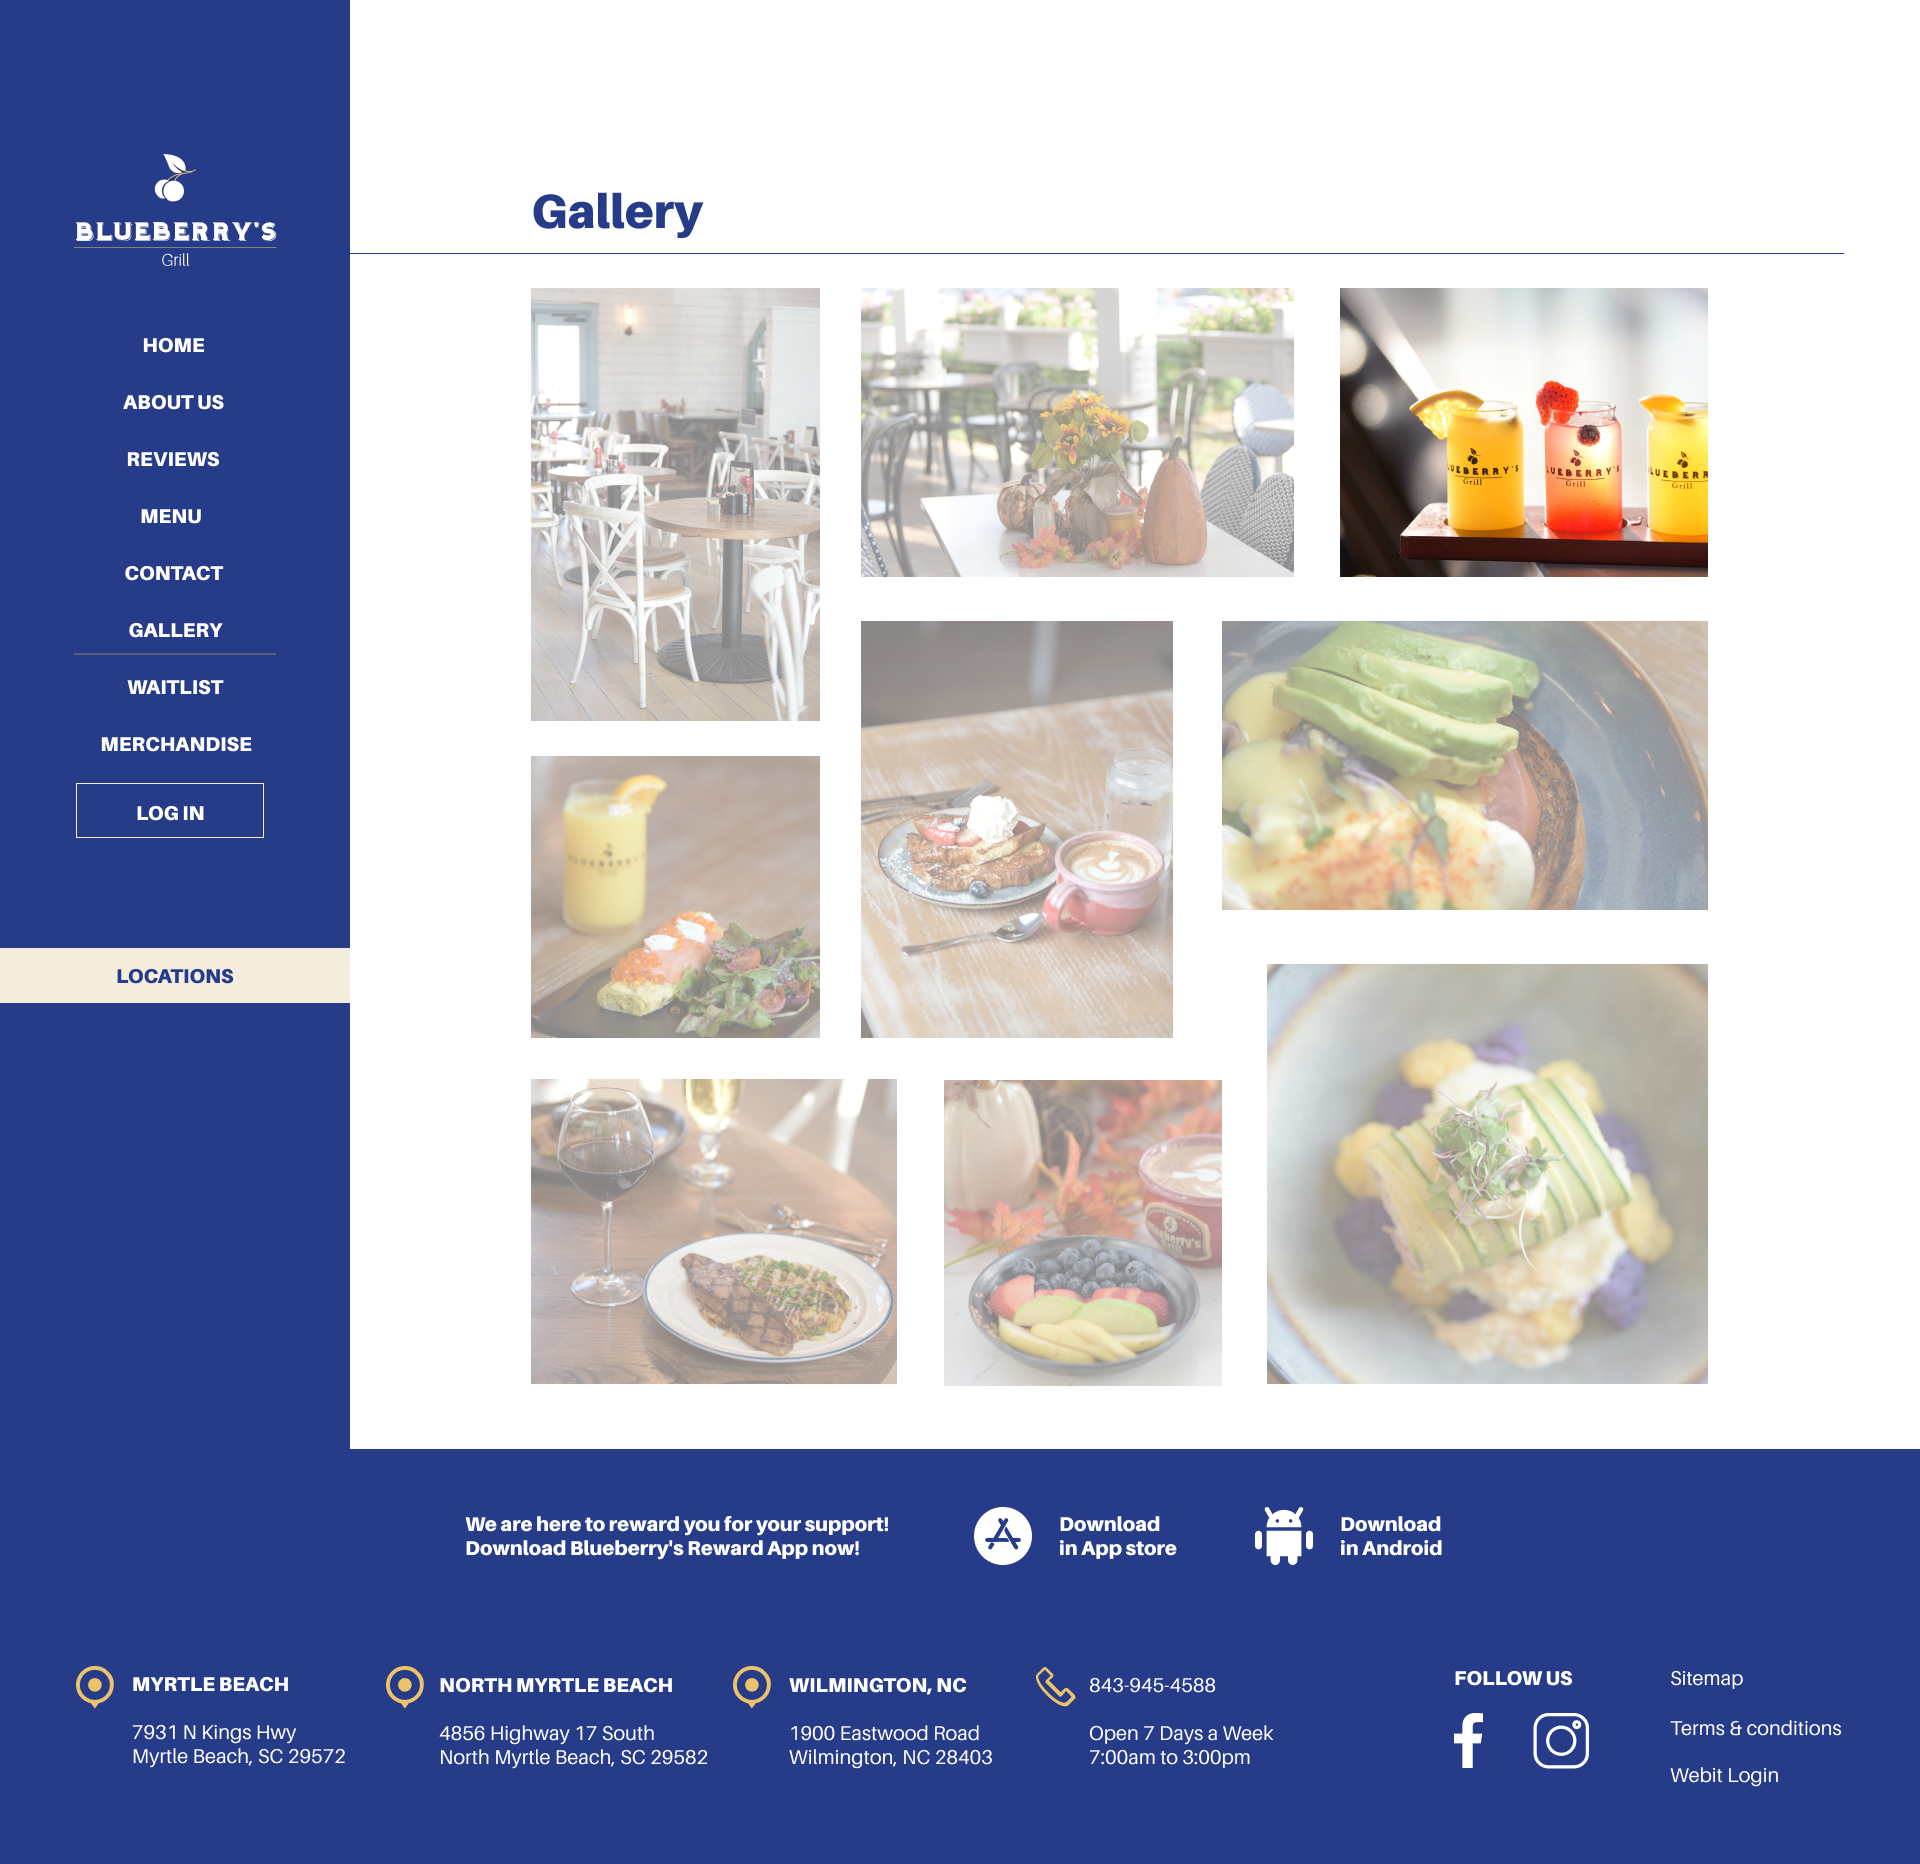 BLUEBERRY'S
Grill
HOME
ABOUT US
REVIEWS
MENU
CONTACT
GALLERY
WAITLIST
MERCHANDISE
LOG IN
LOCATIONS
Gallery
LUEBERRY'S
Grill
UEBERRY'S
Grill
LUEBERR
Grill
BLUEBERRY'S
We are here to reward you for your support!
Download Blueberry's Reward App now!
Download
in App store
Download
in Android
MYRTLE BEACH
7931 N Kings Hwy
Myrtle Beach, SC 29572
NORTH MYRTLE BEACH
4856 Highway 17 South
North Myrtle Beach, SC 29582
WILMINGTON, NC
1900 Eastwood Road
Wilmington, NC 28403
843-945-4588
Open 7 Days a Week
7:00am to 3:00pm
FOLLOW US
Sitemap
Terms & conditions
Webit Login